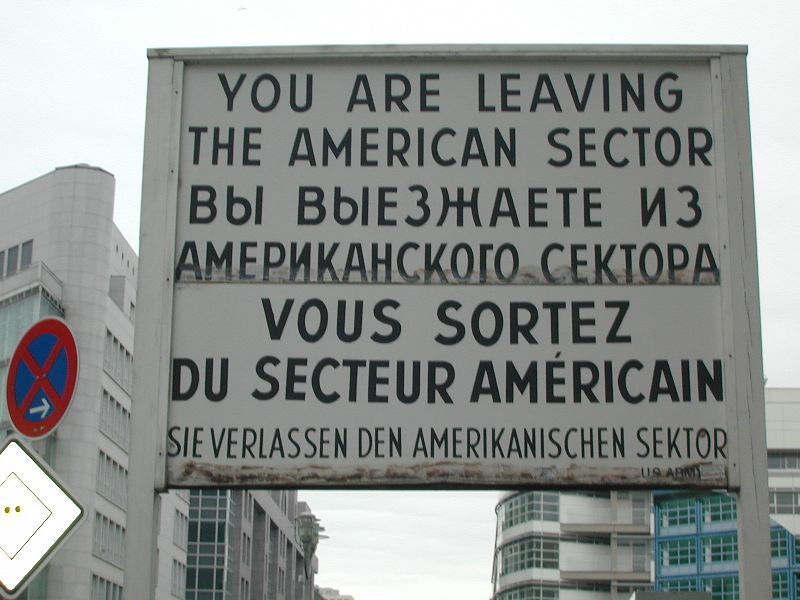 YOU ARE LEAVING
THE AMERICAN SECTOR
ВЫ ВЫЕЗЖАЕТЕ ИЗ
АМЕРИКАНСКОГО СЕКТОРА
VOUS SORTEZ
DU SECTEUR AMÉRICAIN
SIE VERLASSEN DEN AMERIKANISCHEN SEKTOR
US ARMY